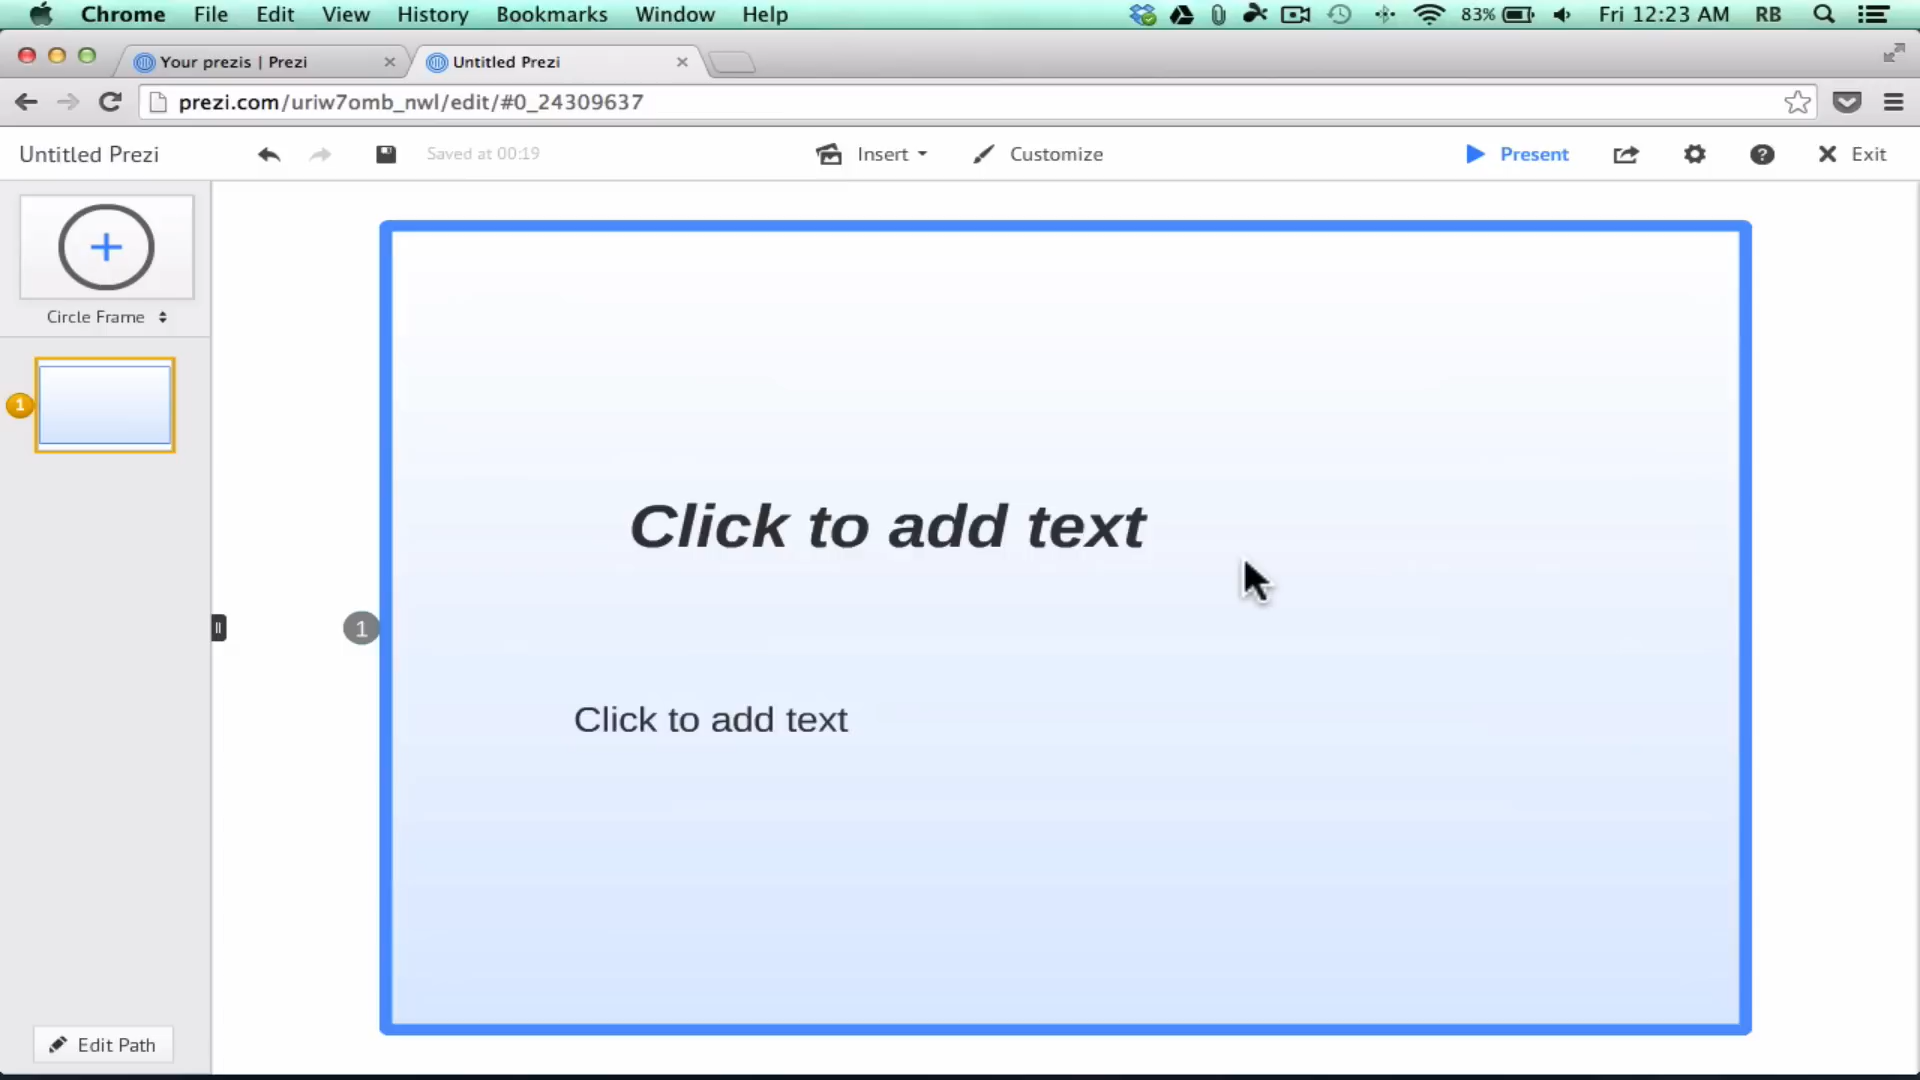 Chrome File Edit View History Bookmarks Window Help 83% Fri 12:23 AM RB
Your prezis | Prezi Untitled Prezi
prezi.com/uriw7omb_nwl/edit/#0_24309637
Untitled Prezi Saved at 00:19 Insert Customize Present Exit
Circle Frame
1
1
Click to add text
Click to add text
Edit Path